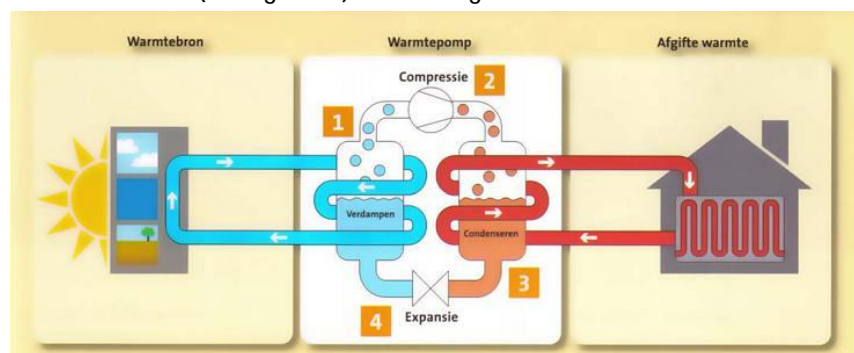 Warmtebron
Warmtepomp
Afgifte warmte
Compressie
2
1
Verdampen
Condenseren
3
4
Expansie